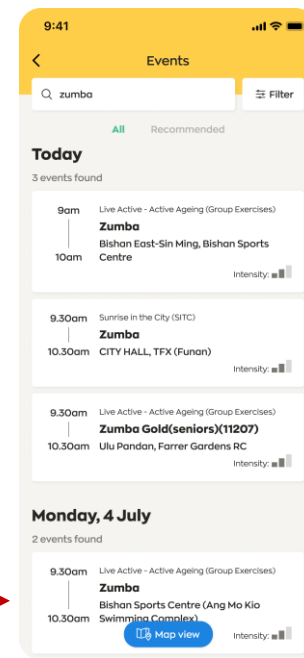 9:41
Events
zumba
Filter
All Recommended
Today
3 events found
9am
10am
Live Active - Active Ageing (Group Exercises)
Zumba
Bishan East-Sin Ming, Bishan Sports
Centre
Intensity:
9.30am
10.30am
Sunrise in the City (SITC)
Zumba
CITY HALL, TFX (Funan)
Intensity:
9.30am
10.30am
Live Active - Active Ageing (Group Exercises)
Zumba Gold(seniors)(11207)
Ulu Pandan, Farrer Gardens RC
Intensity:
Monday, 4 July
2 events found
9.30am
10.30am
Live Active - Active Ageing (Group Exercises)
Zumba
Bishan Sports Centre (Ang Mo Kio
Swimming Complex)
Intensity:
Map view